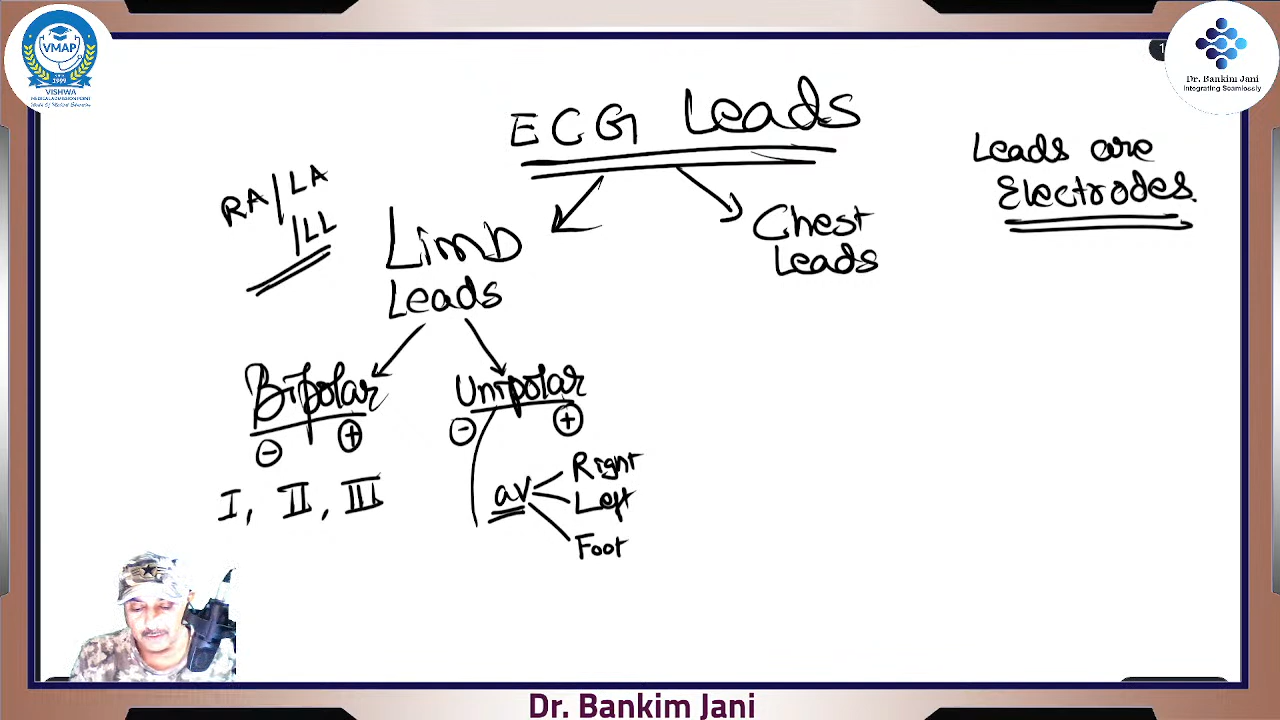 VMAP
VISHWA
Dr. Bankim Jani
Integrating Seamlessly
ECG Leads
Leads are
Electrodes.
RA/LA
/LL
Limb
Leads
Chest
Leads
Bipolar
Unipolar
⊖ ⊕
⊖ ⊕
I, II, III
av
Right
Left
Foot
Dr. Bankim Jani